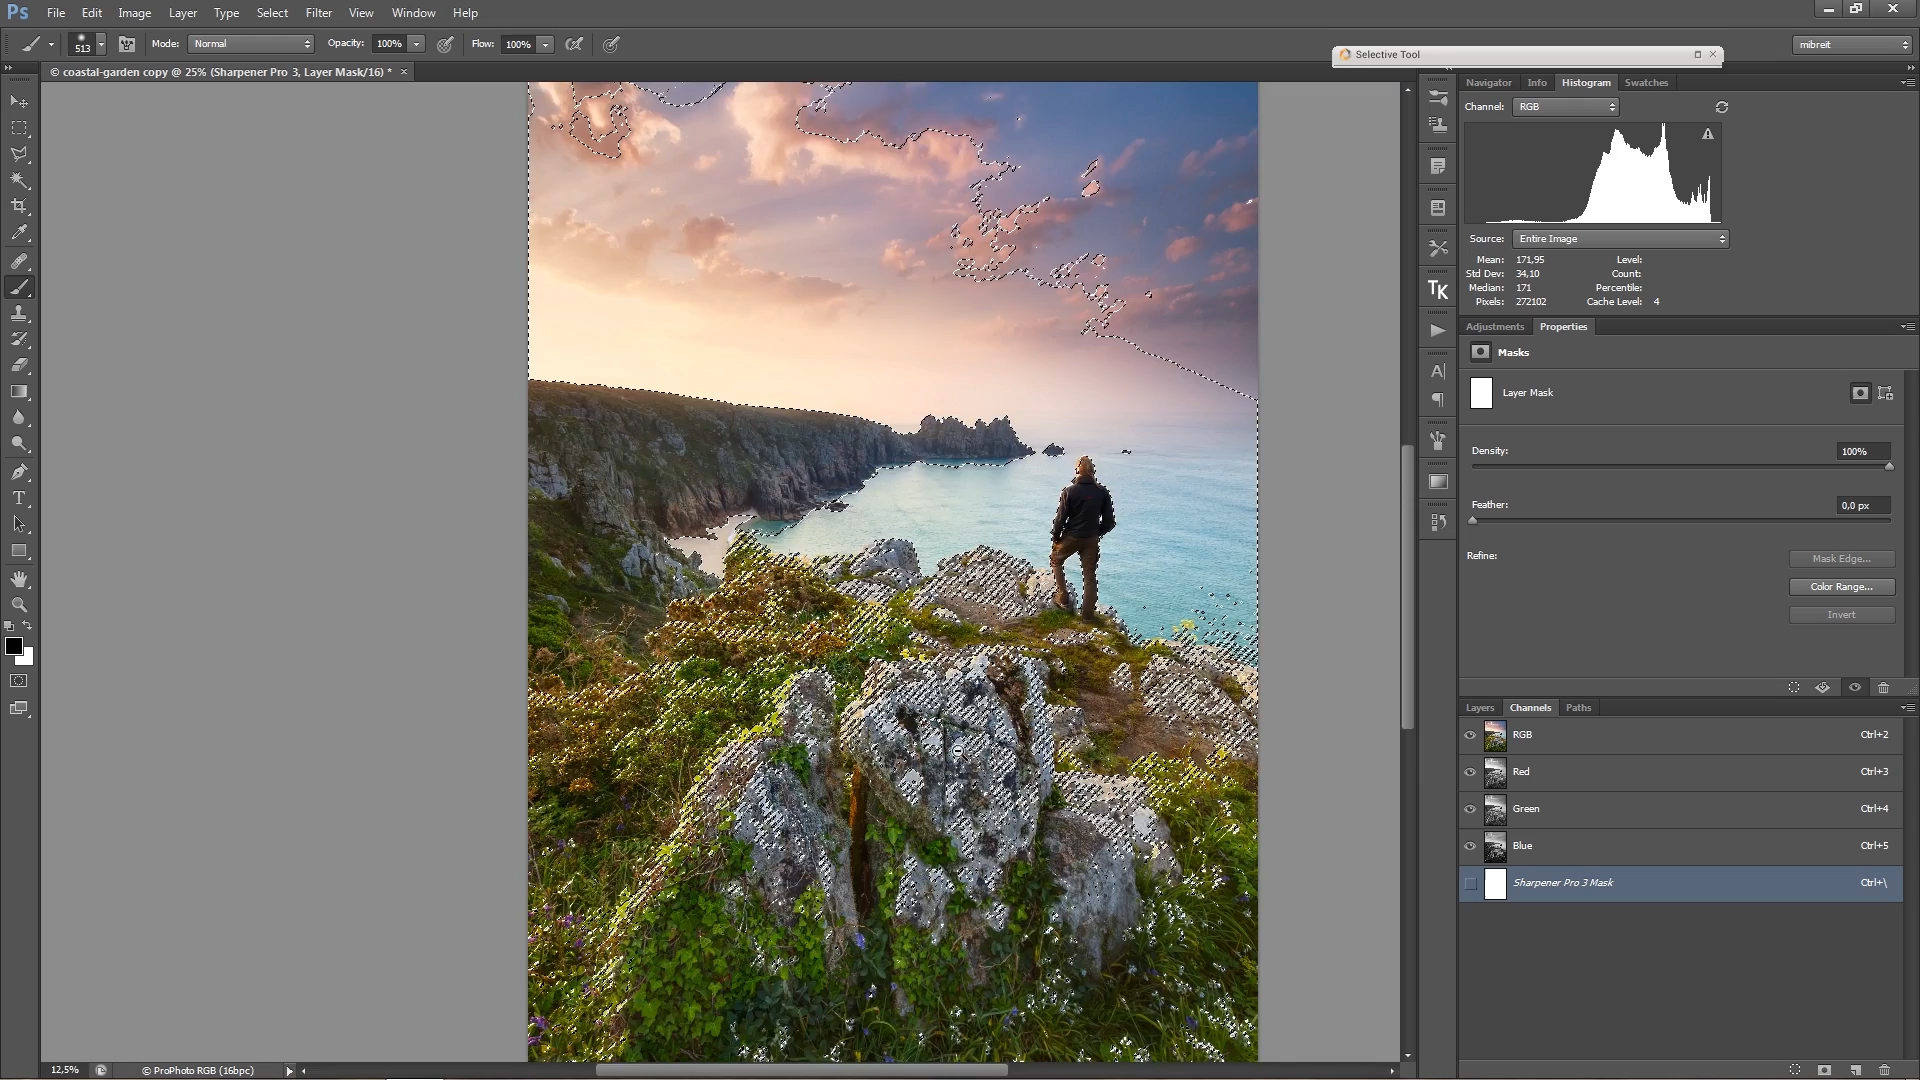 Ps File Edit Image Layer Type Select Filter View Window Help
513 Mode: Normal Opacity: 100% Flow: 100% mibreit
Selective Tool
© coastal-garden copy @ 25% (Sharpener Pro 3, Layer Mask/16) * ×
Navigator Info Histogram Swatches
Channel: RGB
Source: Entire Image
Mean: 171,95 Level:
Std Dev: 34,10 Count:
Median: 171 Percentile:
Pixels: 272102 Cache Level: 4
TK
Adjustments Properties
Masks
Layer Mask
Density: 100%
Feather: 0,0 px
Refine: Mask Edge...
Color Range...
Invert
Layers Channels Paths
RGB Ctrl+2
Red Ctrl+3
Green Ctrl+4
Blue Ctrl+5
Sharpener Pro 3 Mask Ctrl+\
12,5% © ProPhoto RGB (16bpc)